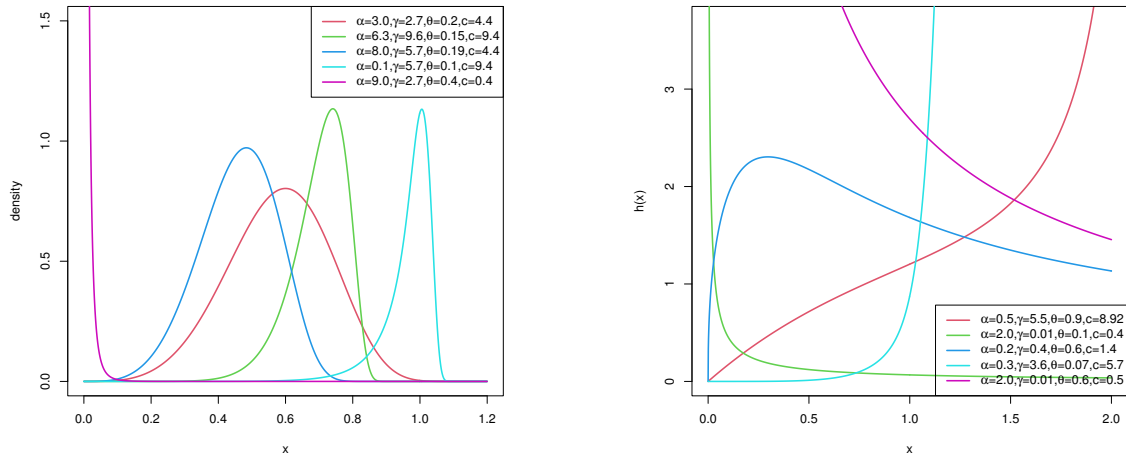 1.5
1.0
0.5
0.0
density
0.0 0.2 0.4 0.6 0.8 1.0 1.2
x
α=3.0,γ=2.7,θ=0.2,c=4.4
α=6.3,γ=9.6,θ=0.15,c=9.4
α=8.0,γ=5.7,θ=0.19,c=4.4
α=0.1,γ=5.7,θ=0.1,c=9.4
α=9.0,γ=2.7,θ=0.4,c=0.4
3
2
1
0
h(x)
0.0 0.5 1.0 1.5 2.0
x
α=0.5,γ=5.5,θ=0.9,c=8.92
α=2.0,γ=0.01,θ=0.1,c=0.4
α=0.2,γ=0.4,θ=0.6,c=1.4
α=0.3,γ=3.6,θ=0.07,c=5.7
α=2.0,γ=0.01,θ=0.6,c=0.5